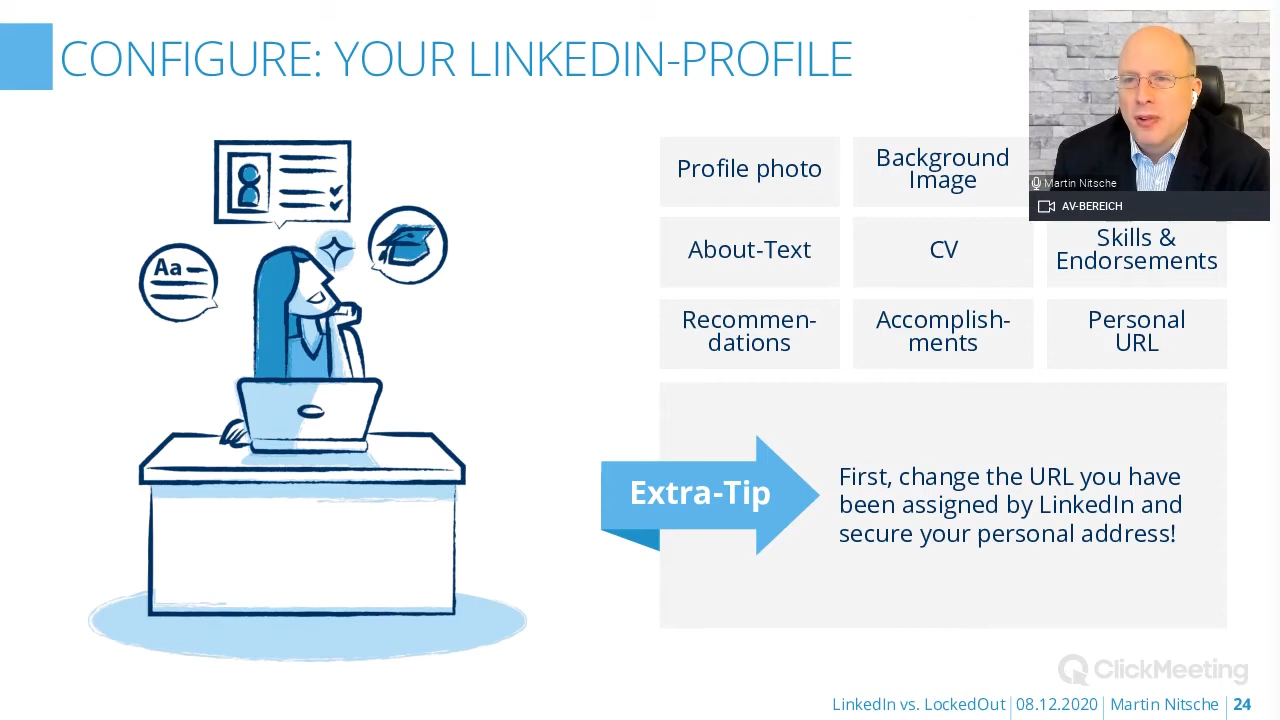 CONFIGURE: YOUR LINKEDIN-PROFILE
Martin Nitsche
AV-BEREICH
Aa
Profile photo
Background
Image
About-Text
CV
Skills &
Endorsements
Recommen-
dations
Accomplish-
ments
Personal
URL
Extra-Tip
First, change the URL you have
been assigned by LinkedIn and
secure your personal address!
ClickMeeting
LinkedIn vs. LockedOut | 08.12.2020 | Martin Nitsche | 24